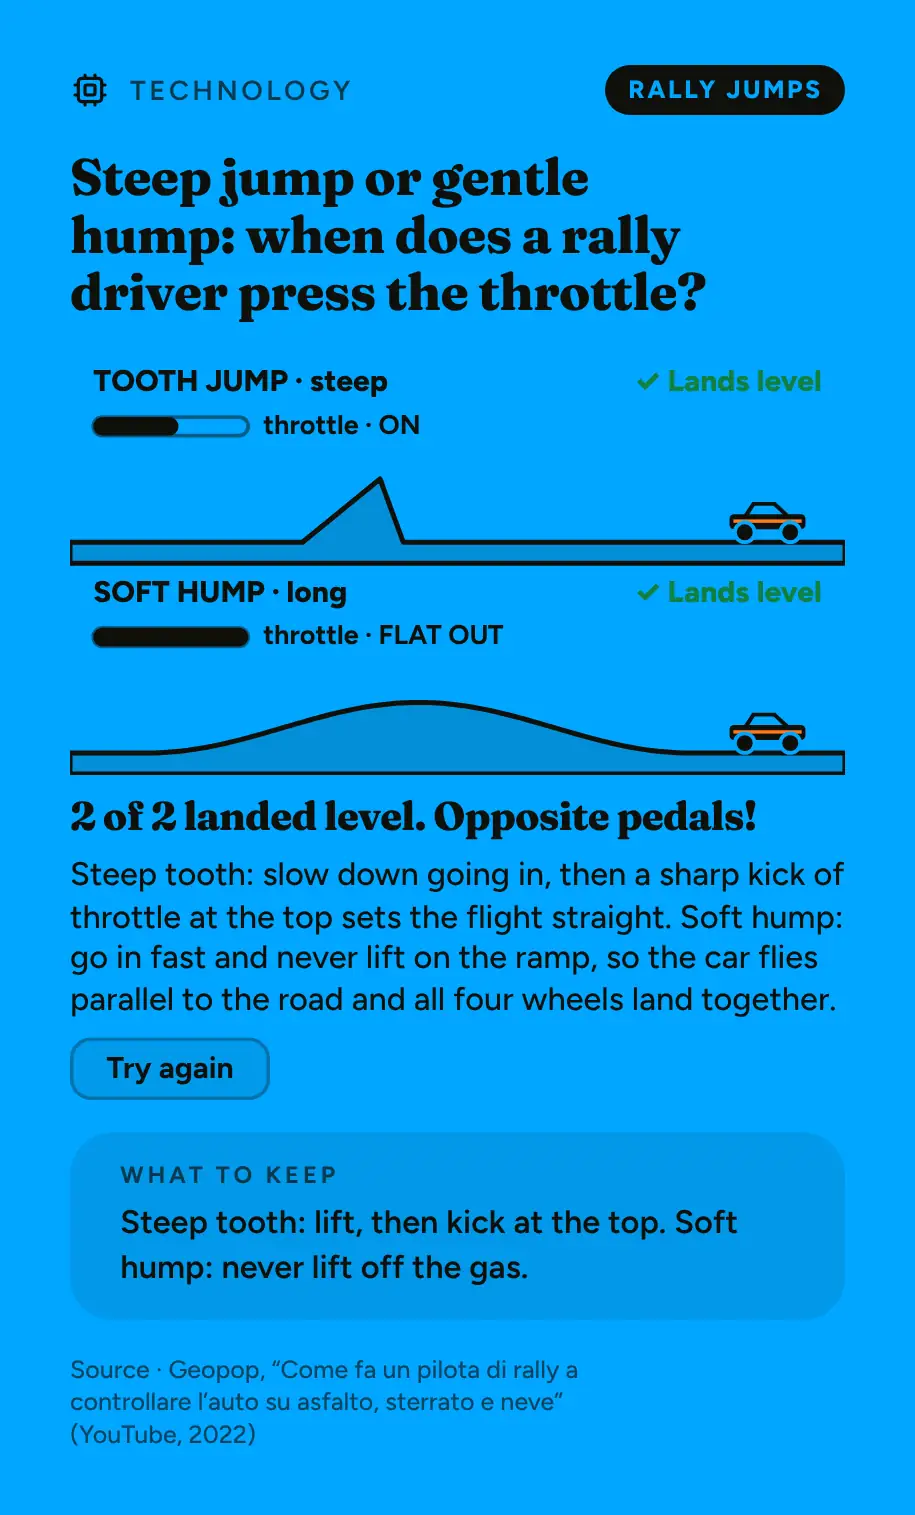 TECHNOLOGY
RALLY JUMPS
Steep jump or gentle
hump: when does a rally
driver press the throttle?
TOOTH JUMP · steep
✓ Lands level
throttle · ON
SOFT HUMP · long
✓ Lands level
throttle · FLAT OUT
2 of 2 landed level. Opposite pedals!
Steep tooth: slow down going in, then a sharp kick of
throttle at the top sets the flight straight. Soft hump:
go in fast and never lift on the ramp, so the car flies
parallel to the road and all four wheels land together.
Try again
WHAT TO KEEP
Steep tooth: lift, then kick at the top. Soft
hump: never lift off the gas.
Source · Geopop, “Come fa un pilota di rally a
controllare l’auto su asfalto, sterrato e neve”
(YouTube, 2022)